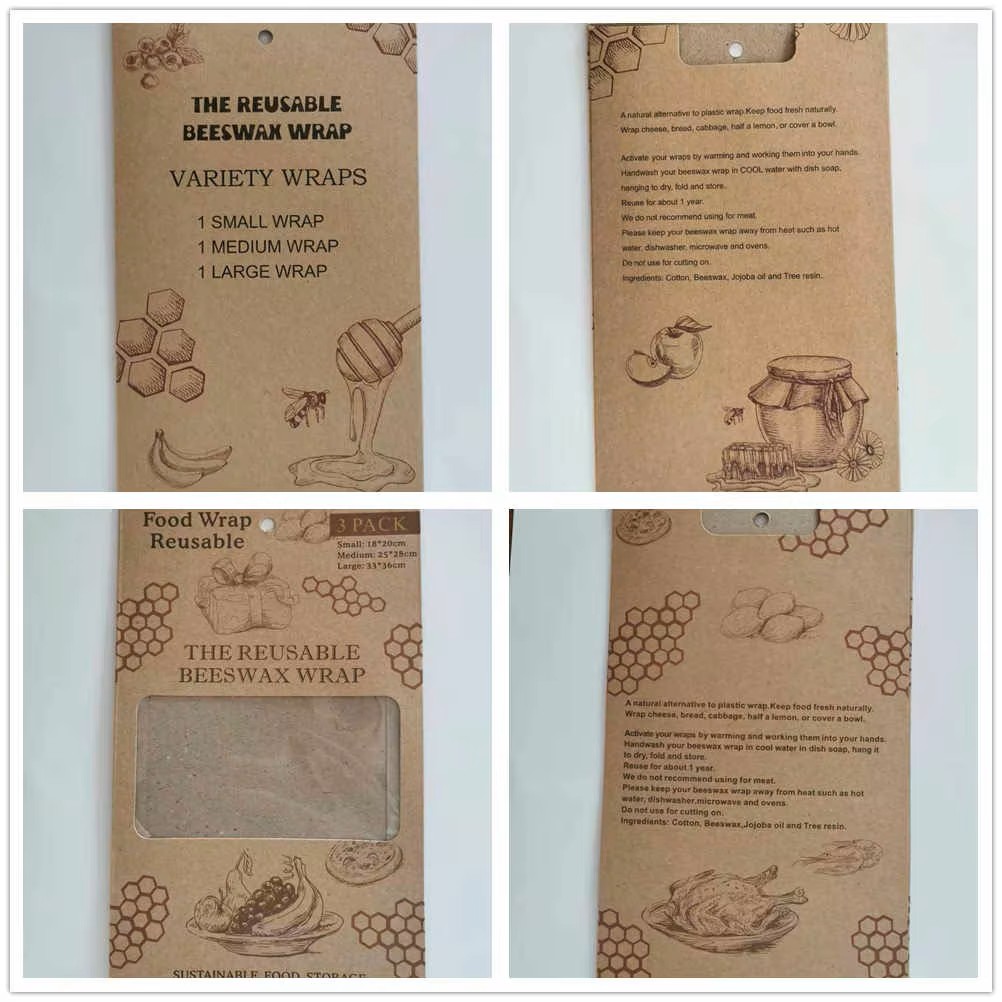 THE REUSABLE
BEESWAX WRAP
VARIETY WRAPS
1 SMALL WRAP
1 MEDIUM WRAP
1 LARGE WRAP
A natural alternative to plastic wrap.Keep food fresh naturally.
Wrap cheese, bread, cabbage, half a lemon, or cover a bowl.
Activate your wraps by warming and working them into your hands.
Handwash your beeswax wrap in COOL water with dish soap,
hanging to dry, fold and store.
Reuse for about 1 year.
We do not recommend using for meat.
Please keep your beeswax wrap away from heat such as hot
water, dishwasher, microwave and ovens.
Do not use for cutting on.
Ingredients: Cotton, Beeswax, Jojoba oil and Tree resin.
Food Wrap
Reusable
3 PACK
Small: 18*20cm
Medium: 25*28cm
Large: 33*36cm
THE REUSABLE
BEESWAX WRAP
SUSTAINABLE FOOD STORAGE
A natural alternative to plastic wrap.Keep food fresh naturally.
Wrap cheese, bread, cabbage, half a lemon, or cover a bowl.
Activate your wraps by warming and working them into your hands.
Handwash your beeswax wrap in cool water in dish soap, hang it
to dry, fold and store.
Reuse for about 1 year.
We do not recommend using for meat.
Please keep your beeswax wrap away from heat such as hot
water, dishwasher,microwave and ovens.
Do not use for cutting on.
Ingredients: Cotton, Beeswax,Jojoba oil and Tree resin.